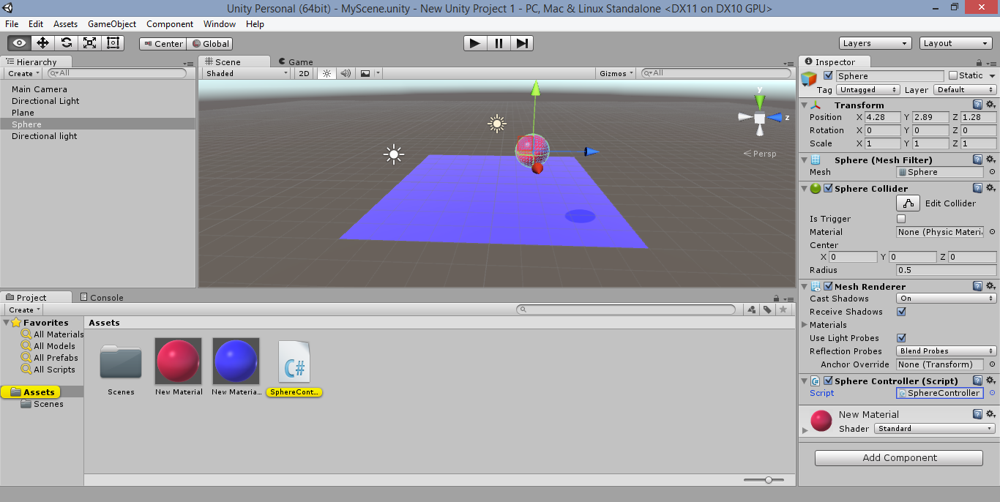 Unity Personal (64bit) - MyScene.unity - New Unity Project 1 - PC, Mac & Linux Standalone <DX11 on DX10 GPU>
File Edit Assets GameObject Component Window Help
Center Global Layers Layout
Hierarchy
Create All
Main Camera
Directional Light
Plane
Sphere
Directional light
Scene Game
Shaded 2D Gizmos All
y
z
Persp
Inspector
Sphere Static
Tag Untagged Layer Default
Transform
Position X 4.28 Y 2.89 Z 1.28
Rotation X 0 Y 0 Z 0
Scale X 1 Y 1 Z 1
Sphere (Mesh Filter)
Mesh Sphere
Sphere Collider
Edit Collider
Is Trigger
Material None (Physic Materi
Center
X 0 Y 0 Z 0
Radius 0.5
Mesh Renderer
Cast Shadows On
Receive Shadows
Materials
Use Light Probes
Reflection Probes Blend Probes
Anchor Override None (Transform)
C# Sphere Controller (Script)
Script SphereController
New Material
Shader Standard
Add Component
Project Console
Create
Favorites
All Materials
All Models
All Prefabs
All Scripts
Assets
Scenes
Assets
C#
Scenes New Material New Materia... SphereCont...